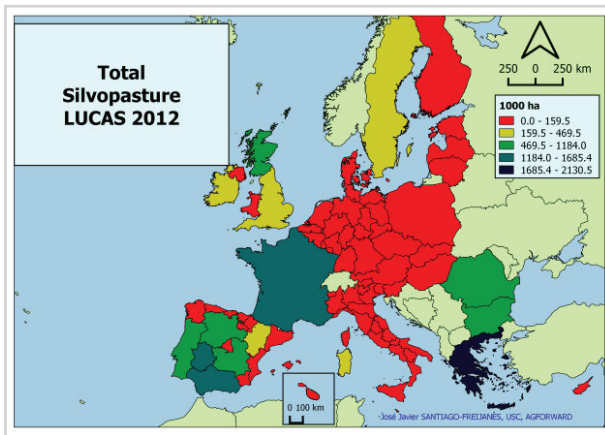 Total
Silvopasture
LUCAS 2012
250 0 250 km
1000 ha
0.0 - 159.5
159.5 - 469.5
469.5 - 1184.0
1184.0 - 1685.4
1685.4 - 2130.5
0 100 km
José Javier SANTIAGO-FREIJANES, USC, AGFORWARD